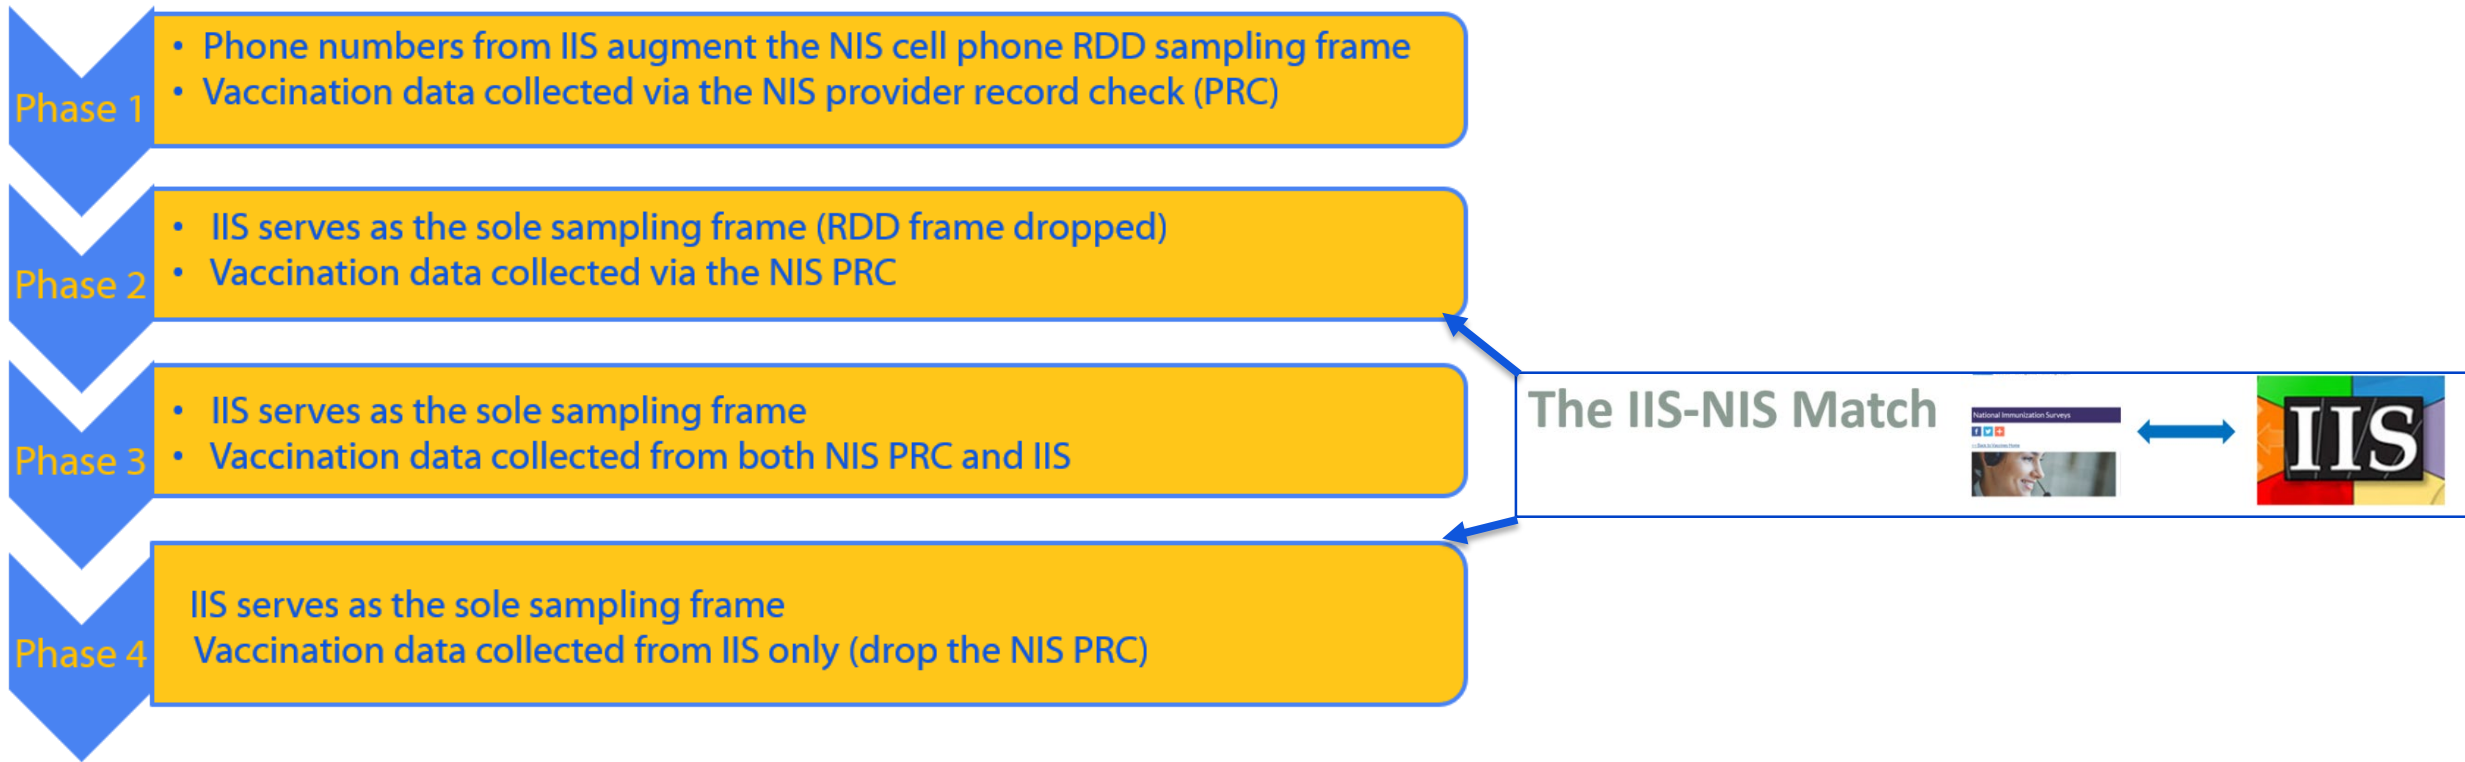 Phase 1
• Phone numbers from IIS augment the NIS cell phone RDD sampling frame
• Vaccination data collected via the NIS provider record check (PRC)
Phase 2
• IIS serves as the sole sampling frame (RDD frame dropped)
• Vaccination data collected via the NIS PRC
Phase 3
• IIS serves as the sole sampling frame
• Vaccination data collected from both NIS PRC and IIS
Phase 4
IIS serves as the sole sampling frame
Vaccination data collected from IIS only (drop the NIS PRC)
The IIS-NIS Match
National Immunization Surveys
IIS